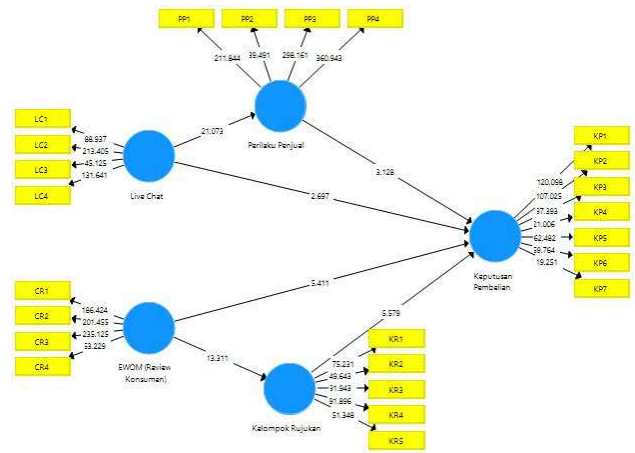 PP1 PP2 PP3 PP4
211.844 39.491 298.161 360.943
Perilaku Penjual
LC1
LC2
LC3
LC4
88.937
213.405
45.125
131.641
Live Chat
21.073
3.128
2.697
5.411
5.579
13.311
KP1
KP2
KP3
KP4
KP5
KP6
KP7
120.098
107.025
37.393
21.006
62.482
59.764
19.251
Keputusan
Pembelian
CR1
CR2
CR3
CR4
186.424
201.455
235.125
53.229
EWOM (Review
Konsumen)
KR1
KR2
KR3
KR4
KR5
75.231
49.643
31.943
91.896
51.348
Kelompok Rujukan